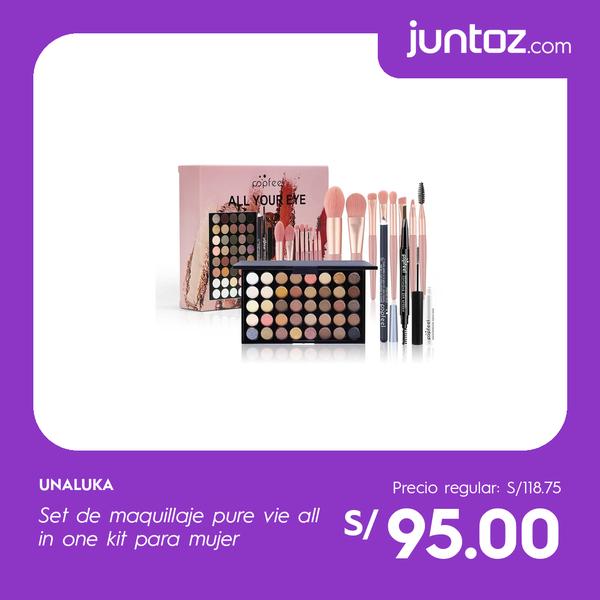 juntoz.com
popfeel
ALL YOUR EYE
UNALUKA
Set de maquillaje pure vie all
in one kit para mujer
Precio regular: S/118.75
S/95.00